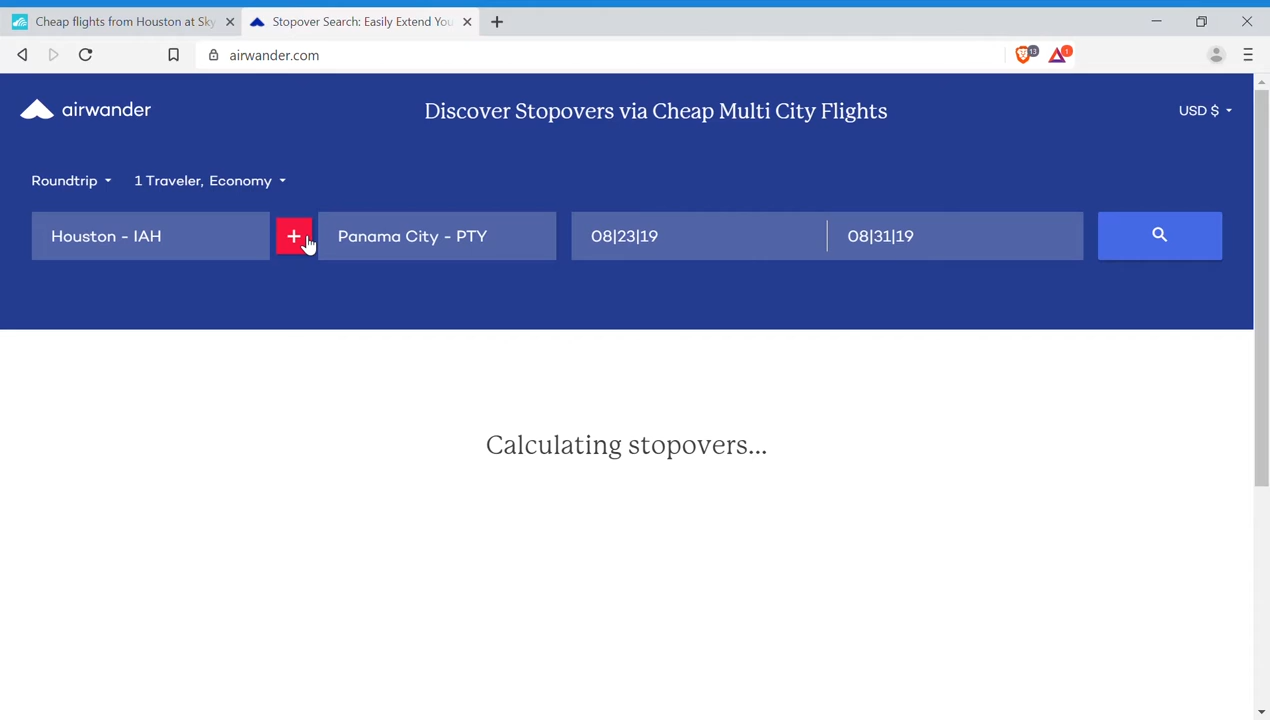 Cheap flights from Houston at Sky
Stopover Search: Easily Extend You
airwander.com
13
1
airwander
Discover Stopovers via Cheap Multi City Flights
USD $
Roundtrip
1 Traveler, Economy
Houston - IAH
+
Panama City - PTY
08|23|19
08|31|19
Calculating stopovers...